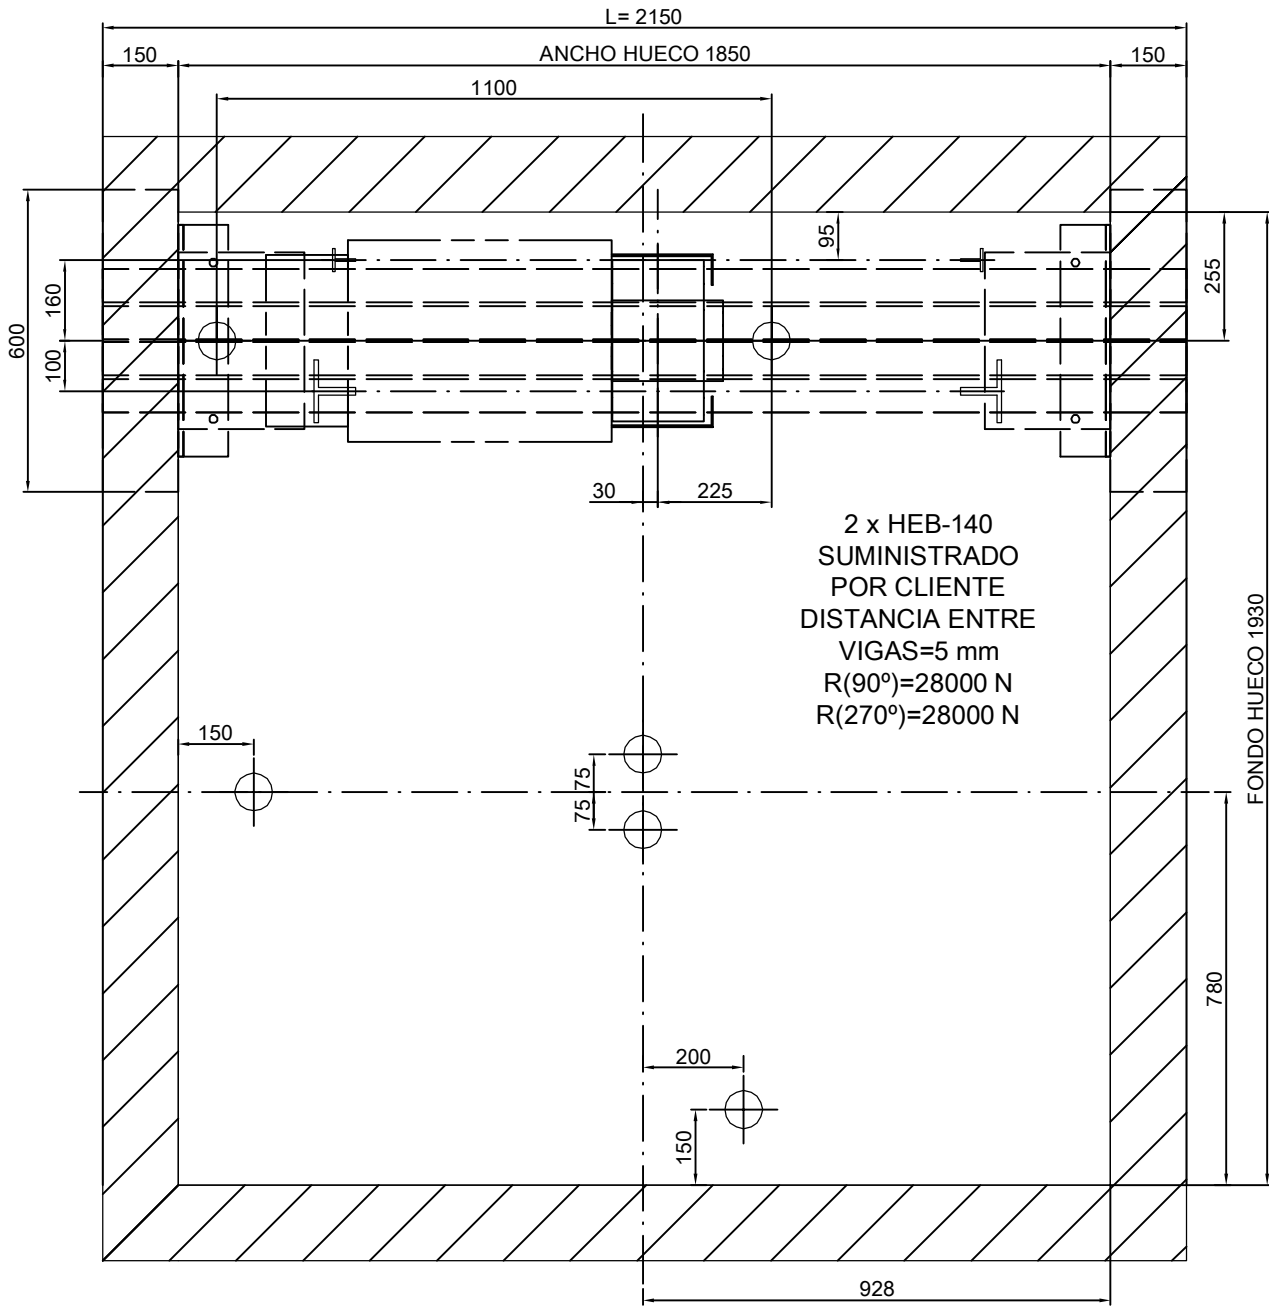 L= 2150
150
ANCHO HUECO 1850
150
1100
95
255
160
600
100
30
225
2 x HEB-140
SUMINISTRADO
POR CLIENTE
DISTANCIA ENTRE
VIGAS=5 mm
R(90º)=28000 N
R(270º)=28000 N
FONDO HUECO 1930
150
75
75
780
200
150
928